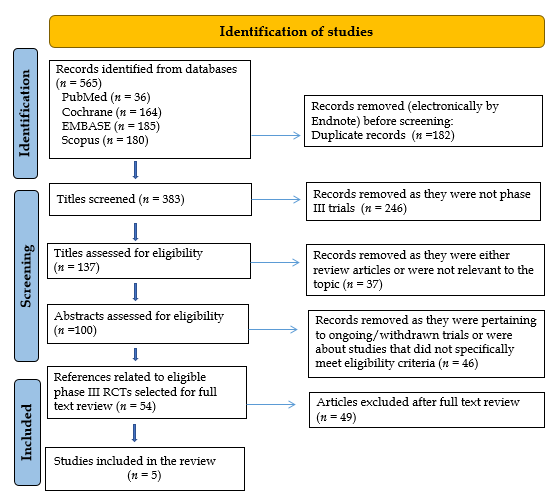 Identification of studies
Identification
Records identified from databases
(n = 565)
PubMed (n = 36)
Cochrane (n = 164)
EMBASE (n = 185)
Scopus (n = 180)
Records removed (electronically by
Endnote) before screening:
Duplicate records (n =182)
Screening
Titles screened (n = 383)
Records removed as they were not phase
III trials (n = 246)
Titles assessed for eligibility
(n = 137)
Records removed as they were either
review articles or were not relevant to the
topic (n = 37)
Abstracts assessed for eligibility
(n =100)
Records removed as they were pertaining
to ongoing/withdrawn trials or were
about studies that did not specifically
meet eligibility criteria (n = 46)
Included
References related to eligible
phase III RCTs selected for full
text review (n = 54)
Articles excluded after full text review
(n = 49)
Studies included in the review
(n = 5)